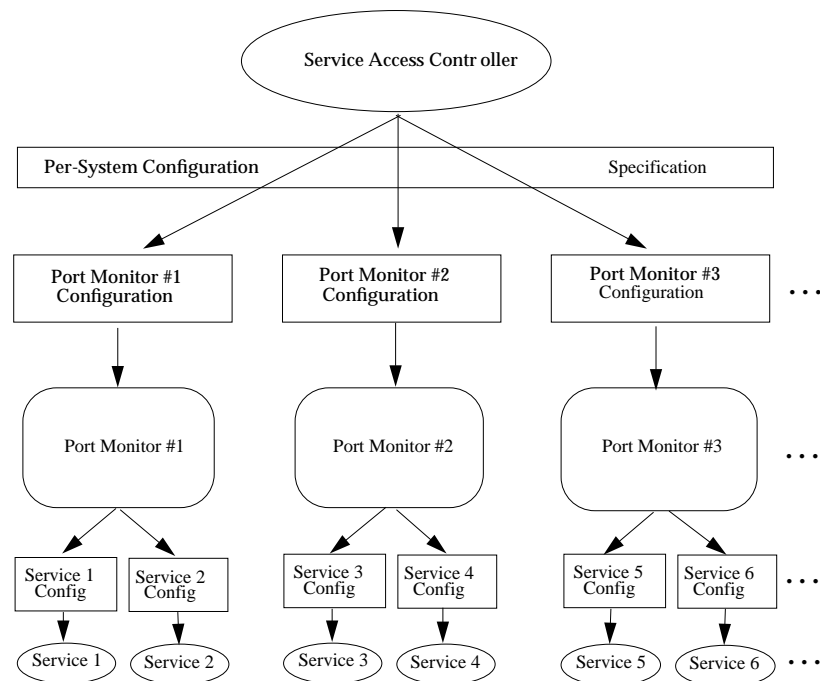 Service Access Controller
Per-System Configuration Specification
Port Monitor #1
Configuration
Port Monitor #2
Configuration
Port Monitor #3
Configuration
...
Port Monitor #1
Port Monitor #2
Port Monitor #3
...
Service 1
Config
Service 2
Config
Service 3
Config
Service 4
Config
Service 5
Config
Service 6
Config
...
Service 1
Service 2
Service 3
Service 4
Service 5
Service 6
...